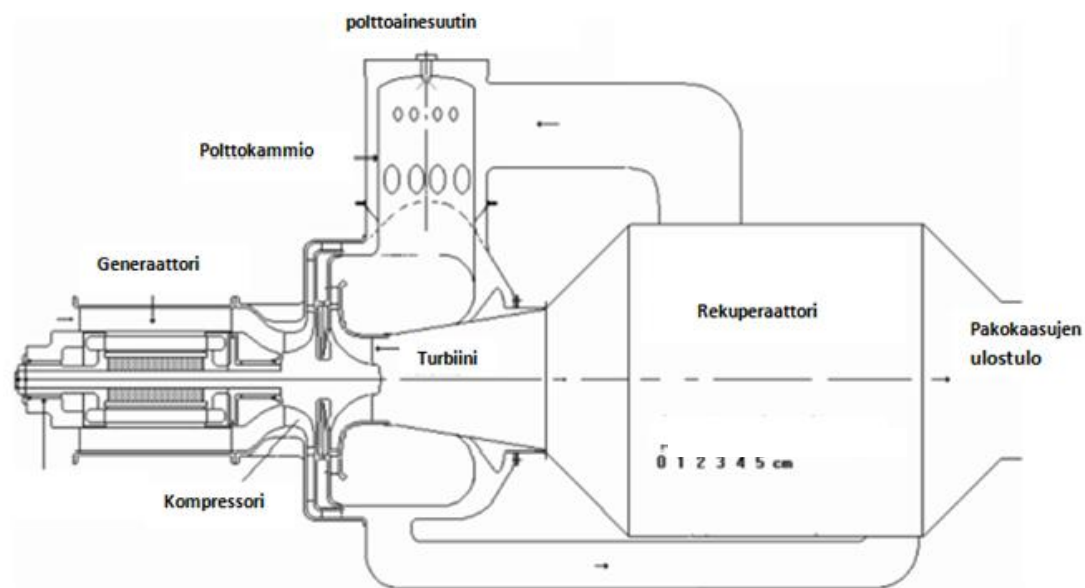 polttoainesuutin
Polttokammio
Generaattori
Rekuperaattori
Turbiini
Pakokaasujen
ulostulo
0 1 2 3 4 5 cm
Kompressori